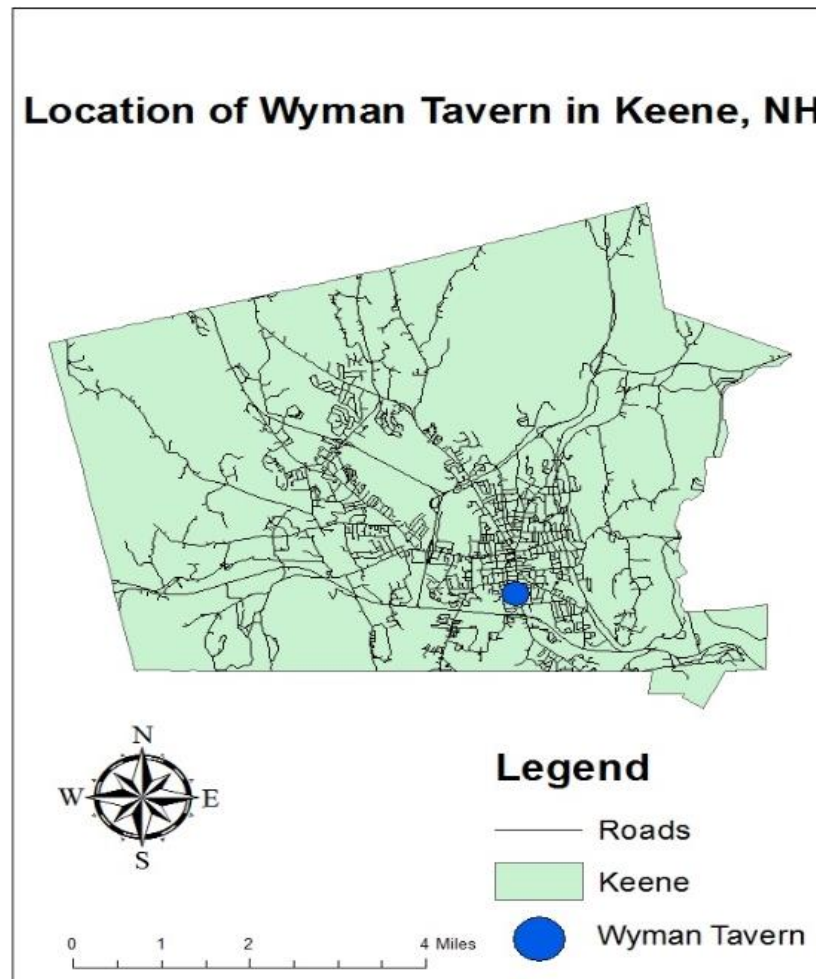 Location of Wyman Tavern in Keene, NH
N
W E
S
Legend
Roads
Keene
Wyman Tavern
0 1 2 4 Miles